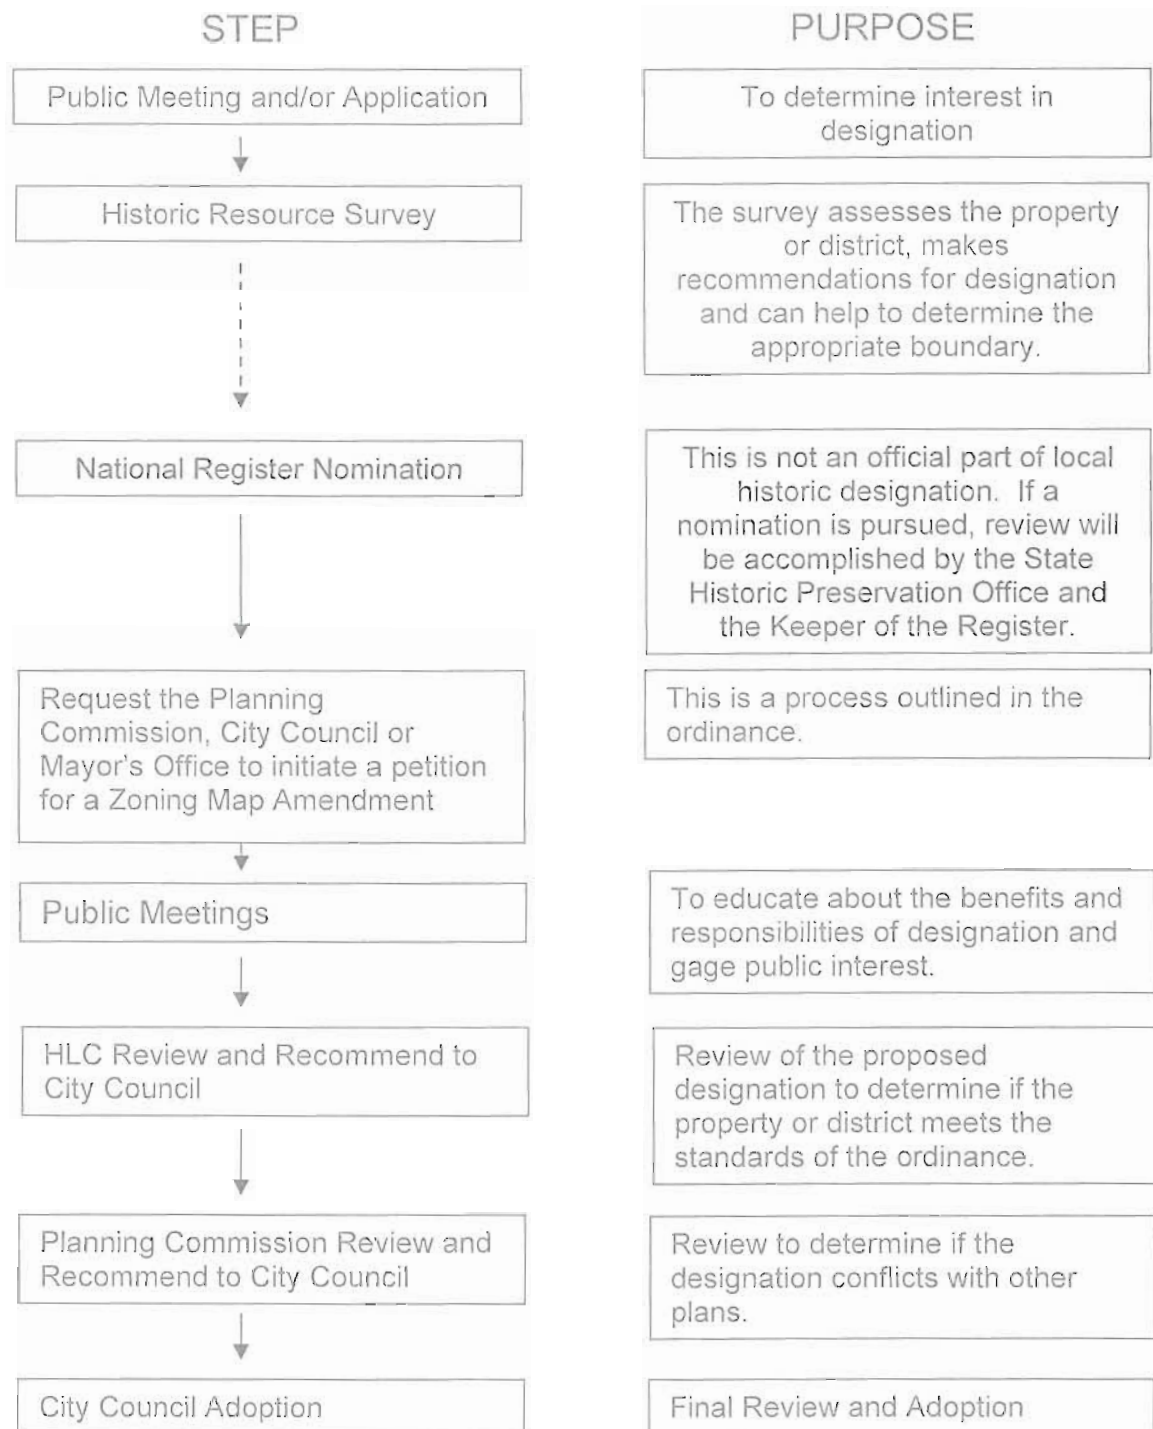 STEP
PURPOSE
Public Meeting and/or Application
To determine interest in
designation
Historic Resource Survey
The survey assesses the property
or district, makes
recommendations for designation
and can help to determine the
appropriate boundary.
National Register Nomination
This is not an official part of local
historic designation. If a
nomination is pursued, review will
be accomplished by the State
Historic Preservation Office and
the Keeper of the Register.
Request the Planning
Commission, City Council or
Mayor's Office to initiate a petition
for a Zoning Map Amendment
This is a process outlined in the
ordinance.
Public Meetings
To educate about the benefits and
responsibilities of designation and
gage public interest.
HLC Review and Recommend to
City Council
Review of the proposed
designation to determine if the
property or district meets the
standards of the ordinance.
Planning Commission Review and
Recommend to City Council
Review to determine if the
designation conflicts with other
plans.
City Council Adoption
Final Review and Adoption